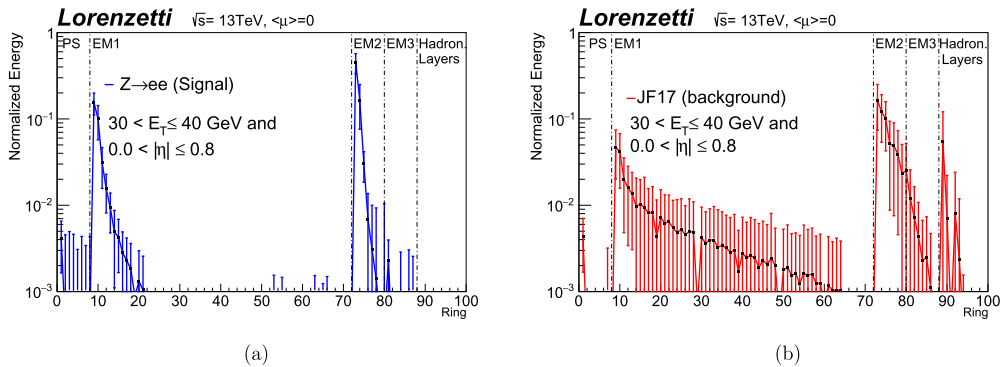 Lorenzetti √s= 13TeV, <μ>=0
Normalized Energy
1
10⁻¹
10⁻²
10⁻³
PS EM1 EM2 EM3 Hadron.
Layers
Z→ee (Signal)
30 < E_T ≤ 40 GeV and
0.0 < |η| ≤ 0.8
0 10 20 30 40 50 60 70 80 90 100
Ring
(a)
Lorenzetti √s= 13TeV, <μ>=0
Normalized Energy
1
10⁻¹
10⁻²
10⁻³
PS EM1 EM2 EM3 Hadron.
Layers
JF17 (background)
30 < E_T ≤ 40 GeV and
0.0 < |η| ≤ 0.8
0 10 20 30 40 50 60 70 80 90 100
Ring
(b)